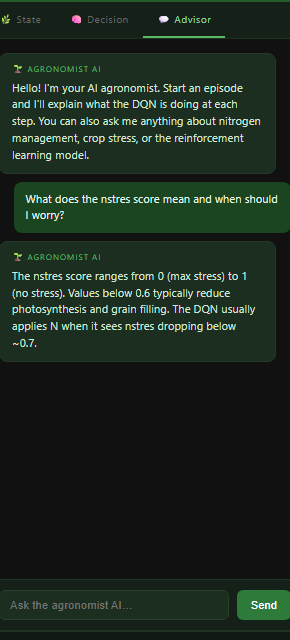 State Decision Advisor
AGRONOMIST AI
Hello! I'm your AI agronomist. Start an episode
and I'll explain what the DQN is doing at each
step. You can also ask me anything about nitrogen
management, crop stress, or the reinforcement
learning model.
What does the nstres score mean and when should
I worry?
AGRONOMIST AI
The nstres score ranges from 0 (max stress) to 1
(no stress). Values below 0.6 typically reduce
photosynthesis and grain filling. The DQN usually
applies N when it sees nstres dropping below
~0.7.
Ask the agronomist AI...
Send